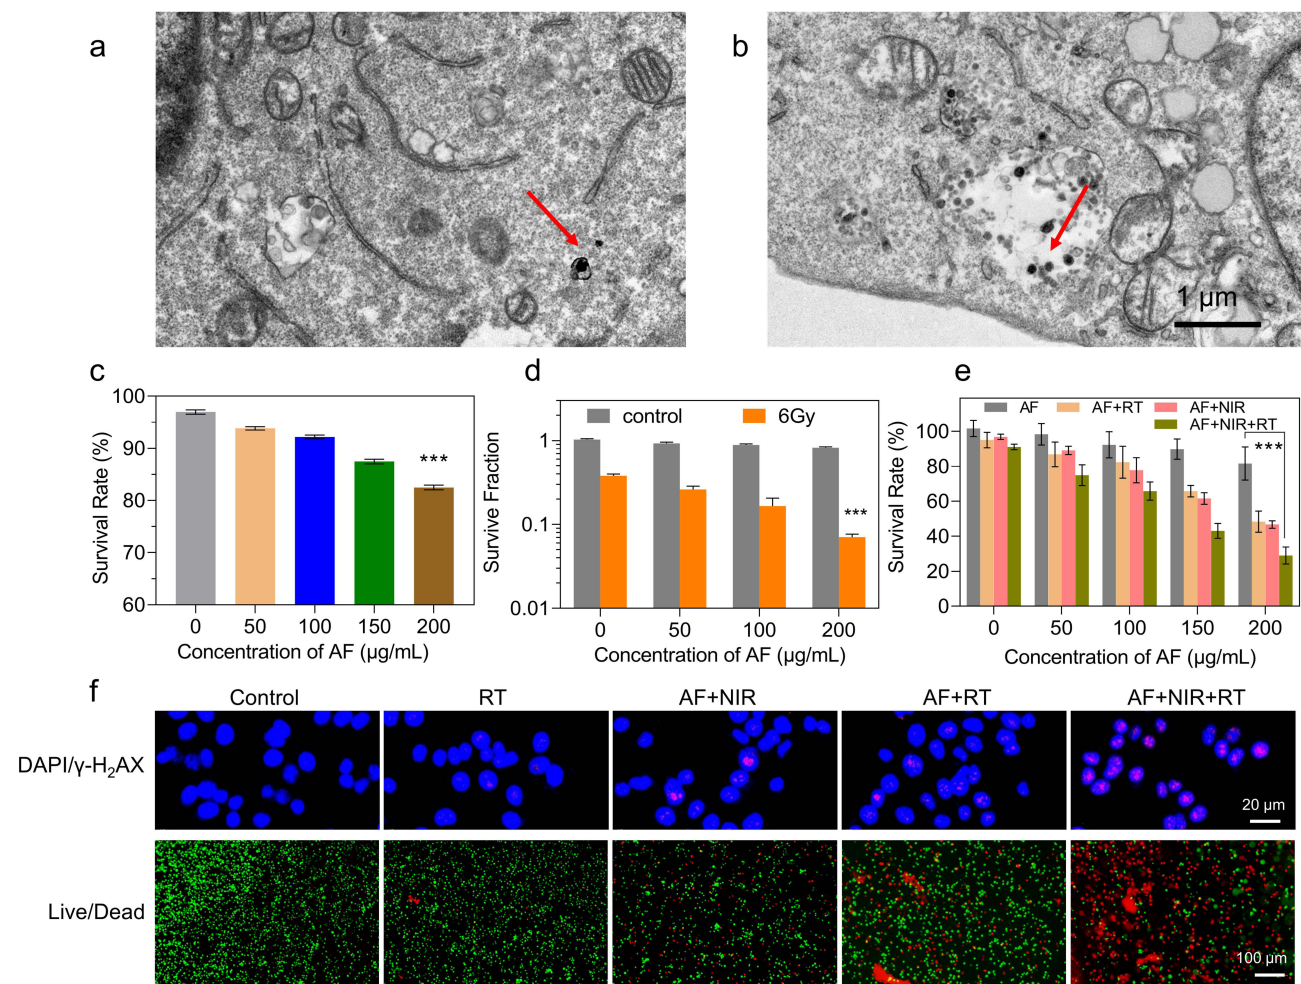 a
b
1 μm
c
Survival Rate (%)
100
90
80
70
60
***
0 50 100 150 200
Concentration of AF (μg/mL)
d
Survive Fraction
control 6Gy
1
0.1
0.01
***
0 50 100 200
Concentration of AF (μg/mL)
e
Survival Rate (%)
AF AF+RT AF+NIR
AF+NIR+RT
100
80
60
40
20
0
***
0 50 100 150 200
Concentration of AF (μg/mL)
f
Control RT AF+NIR AF+RT AF+NIR+RT
DAPI/γ-H₂AX
20 μm
Live/Dead
100 μm